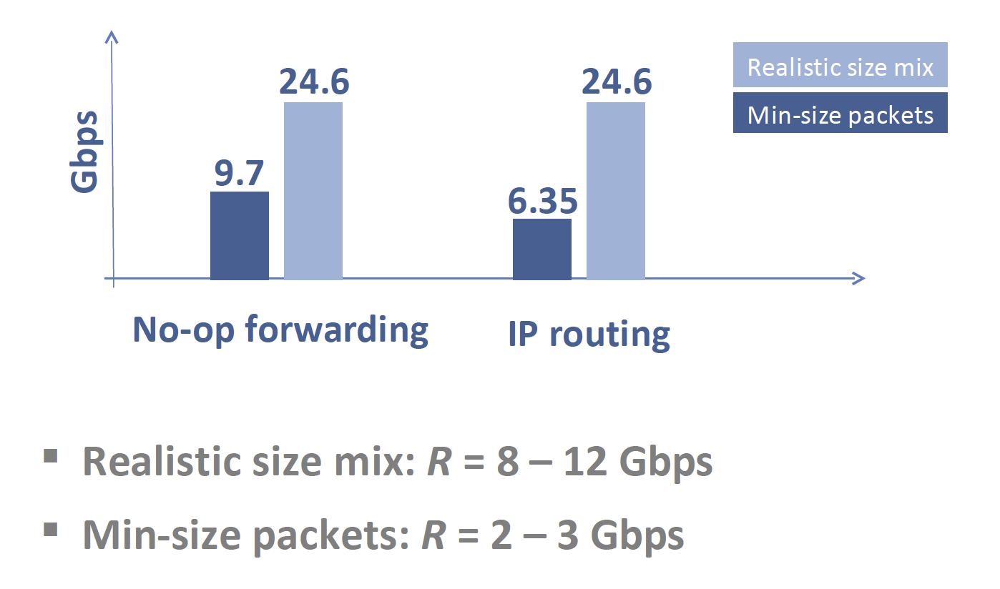 Realistic size mix
Min-size packets
Gbps
9.7
24.6
6.35
24.6
No-op forwarding
IP routing
▪ Realistic size mix: R = 8 – 12 Gbps
▪ Min-size packets: R = 2 – 3 Gbps